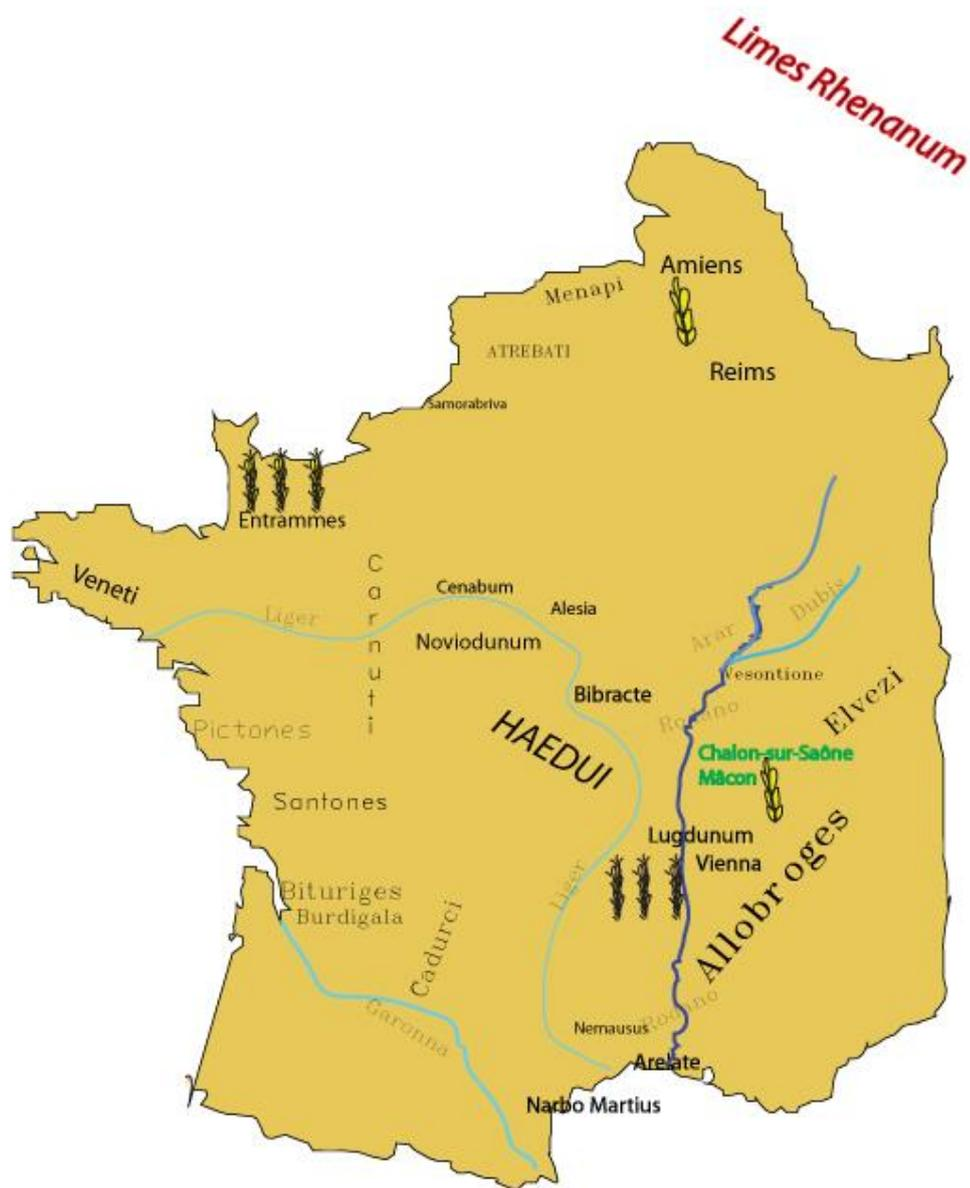 Limes Rhenanum
Amiens
Menapi
ATREBATI
Reims
Samorabriva
Entrammes
Carnuti
Veneti
Cenabum
Alesia
Liger
Dubis
Arar
Noviodunum
Vesontione
Bibracte
Elvezi
Rodano
Pictones
HAEDUI
Chalon-sur-Saône
Mâcon
Santones
Lugdunum
Vienna
Allobroges
Liger
Bituriges
Burdigala
Cadurci
Garonna
Rodano
Nemausus
Arelate
Narbo Martius